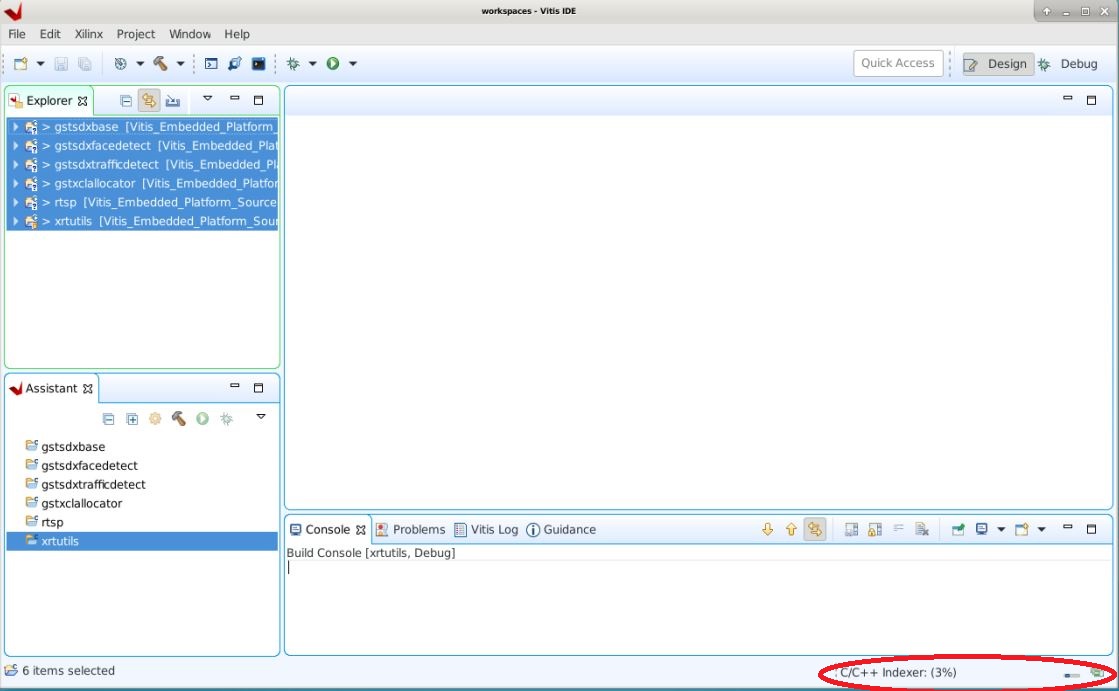 workspaces - Vitis IDE
File Edit Xilinx Project Window Help
Quick Access Design Debug
Explorer
> gstsdxbase [Vitis_Embedded_Platform_
> gstsdxfacedetect [Vitis_Embedded_Plat
> gstsdxtrafficdetect [Vitis_Embedded_Pl
> gstxclallocator [Vitis_Embedded_Platfor
> rtsp [Vitis_Embedded_Platform_Source
> xrtutils [Vitis_Embedded_Platform_Sour
Assistant
gstsdxbase
gstsdxfacedetect
gstsdxtrafficdetect
gstxclallocator
rtsp
xrtutils
Console Problems Vitis Log Guidance
Build Console [xrtutils, Debug]
6 items selected
C/C++ Indexer: (3%)